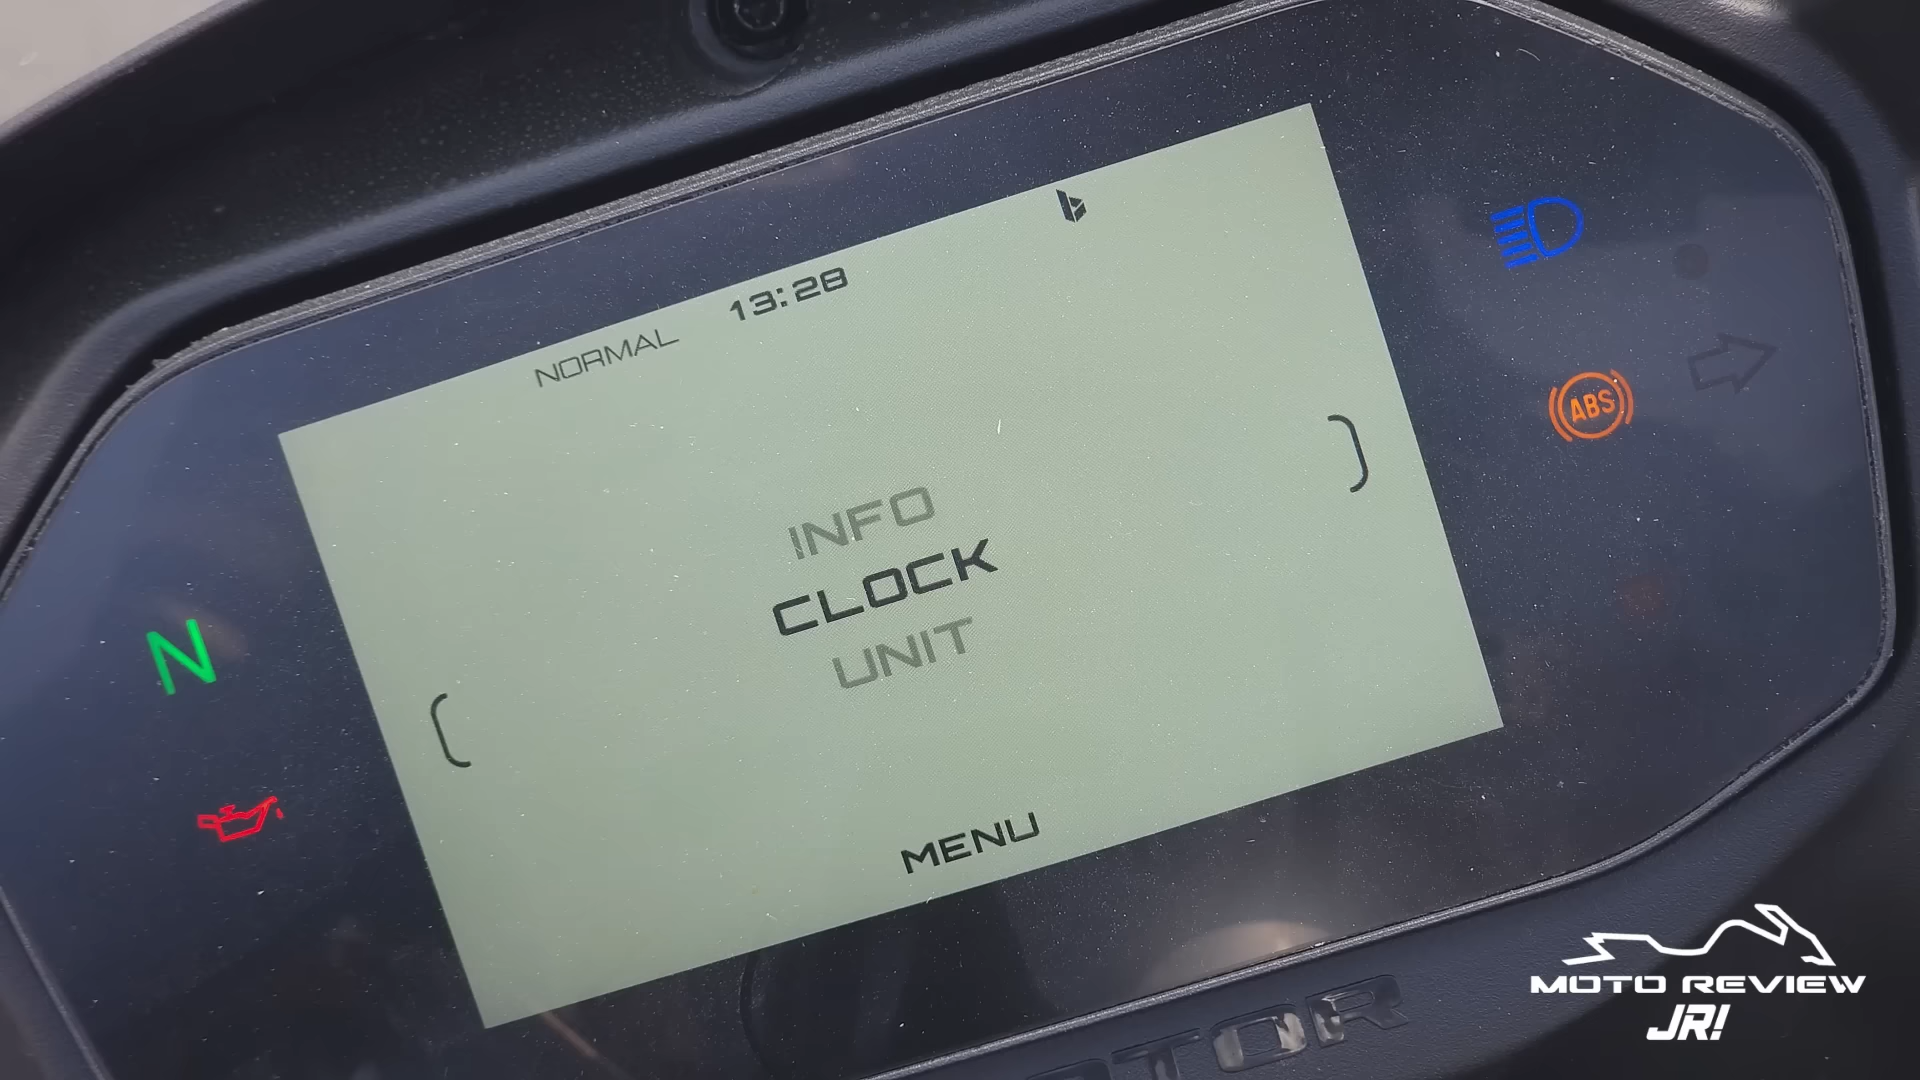 13:28
NORMAL
INFO
CLOCK
UNIT
MENU
N
ABS
MOTO REVIEW
JR!